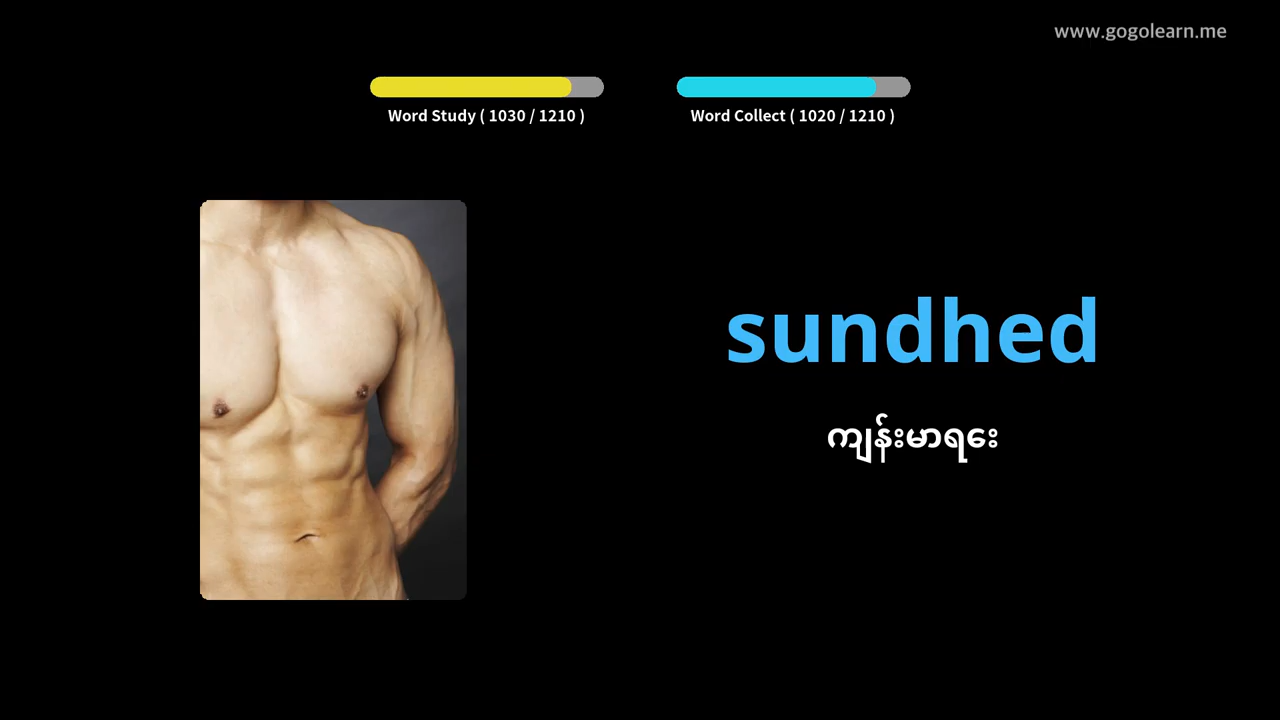 www.gogolearn.me
Word Study ( 1030 / 1210 )
Word Collect ( 1020 / 1210 )
sundhed
ကျန်းမာရေး